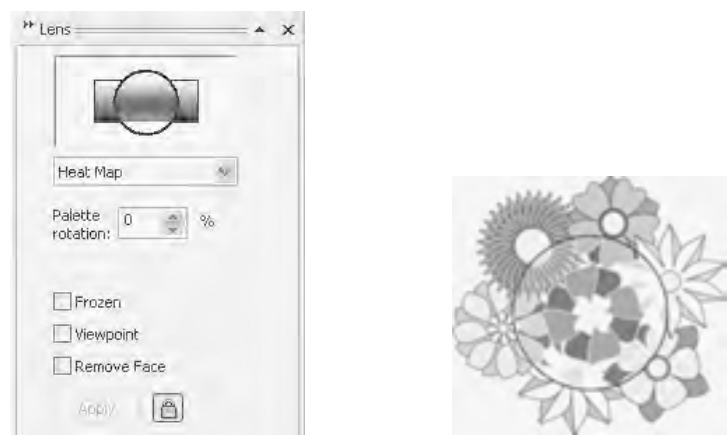 Lens
Heat Map
Palette
rotation: 0 %
Frozen
Viewpoint
Remove Face
Apply